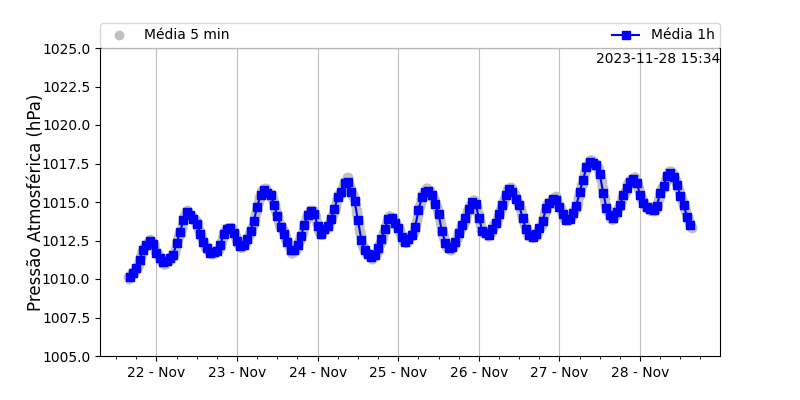 Média 5 min
Média 1h
2023-11-28 15:34
Pressão Atmosférica (hPa)
1025.0
1022.5
1020.0
1017.5
1015.0
1012.5
1010.0
1007.5
1005.0
22 - Nov
23 - Nov
24 - Nov
25 - Nov
26 - Nov
27 - Nov
28 - Nov